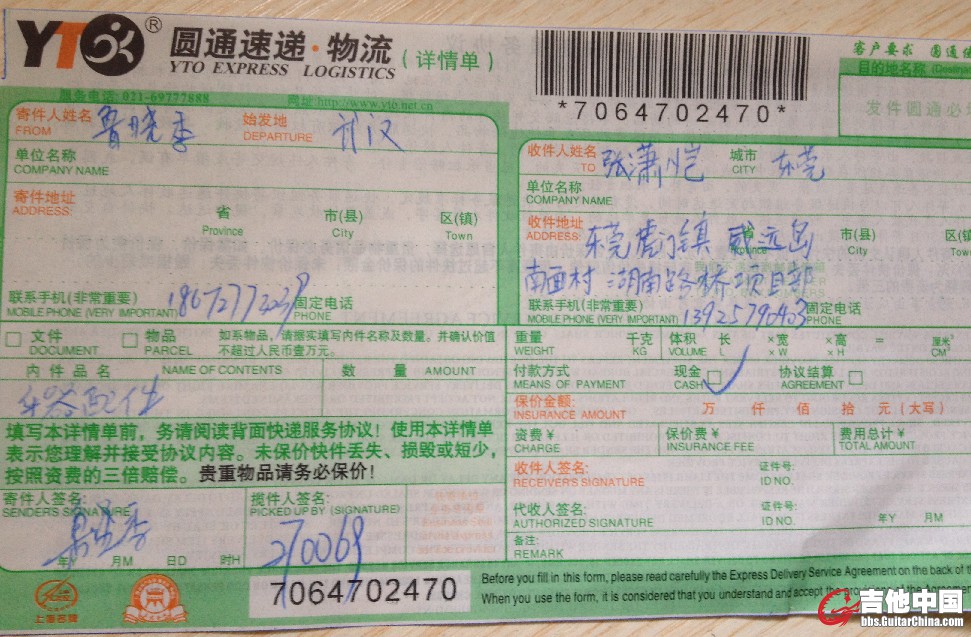 YTO ® 圆通速递·物流 (详情单)
YTO EXPRESS LOGISTICS
服务电话:021-69777888 网址 http://www.yto.net.cn
*7064702470*
客户要求 圆通
目的地名称
发件圆通必
寄件人姓名 鲁晓季 始发地 武汉
FROM DEPARTURE
单位名称
COMPANY NAME
寄件地址
ADDRESS:
省 市(县) 区(镇)
Province City Town
联系手机(非常重要) 固定电话
MOBILE PHONE (VERY IMPORTANT) PHONE
收件人姓名 张潇恺 城市 东莞
TO CITY
单位名称
COMPANY NAME
收件地址
ADDRESS: 东莞虎门镇 威远岛
省 市(县) 区(镇
Province City Town
南面村 湖南路桥项目部
联系手机(非常重要) 13925790403 固定电话
MOBILE PHONE (VERY IMPORTANT) PHONE
文件 物品 如系物品,请据实填写内件名称及数量。并确认价值
DOCUMENT PARCEL 不超过人民币壹万元。
内件品名 NAME OF CONTENTS 数量 AMOUNT
乐器配件
填写本详情单前,务请阅读背面快递服务协议!使用本详情单
表示您理解并接受协议内容。未保价快件丢失、损毁或短少,
按照资费的三倍赔偿。贵重物品请务必保价!
寄件人签名: 揽件人签名:
SENDER'S SIGNATURE PICKED UP BY (SIGNATURE)
鲁晓季 270069
年Y 月M 日D 时H
重量 千克 体积 长 ×宽 ×高 = 厘米³
WEIGHT KG VOLUME L ×W ×H CM³
付款方式 现金 ✓ 协议结算
MEANS OF PAYMENT CASH AGREEMENT
保价金额: 万 仟 佰 拾 元(大写)
INSURANCE AMOUNT
资费¥ 保价费¥ 费用总计¥
CHARGE INSURANCE FEE TOTAL AMOUNT
收件人签名: 证件号:
RECEIVER'S SIGNATURE ID NO.
代收人签名: 证件号:
AUTHORIZED SIGNATURE ID NO. 年Y 月M
备注:
REMARK
上海名牌
7064702470
Before you fill in this form, please read carefully the Express Delivery Service Agreement on the back of t
When you use the form, it is considered that you understand and accept the provisions of the Agreement
吉他中国
bbs.GuitarChina.com